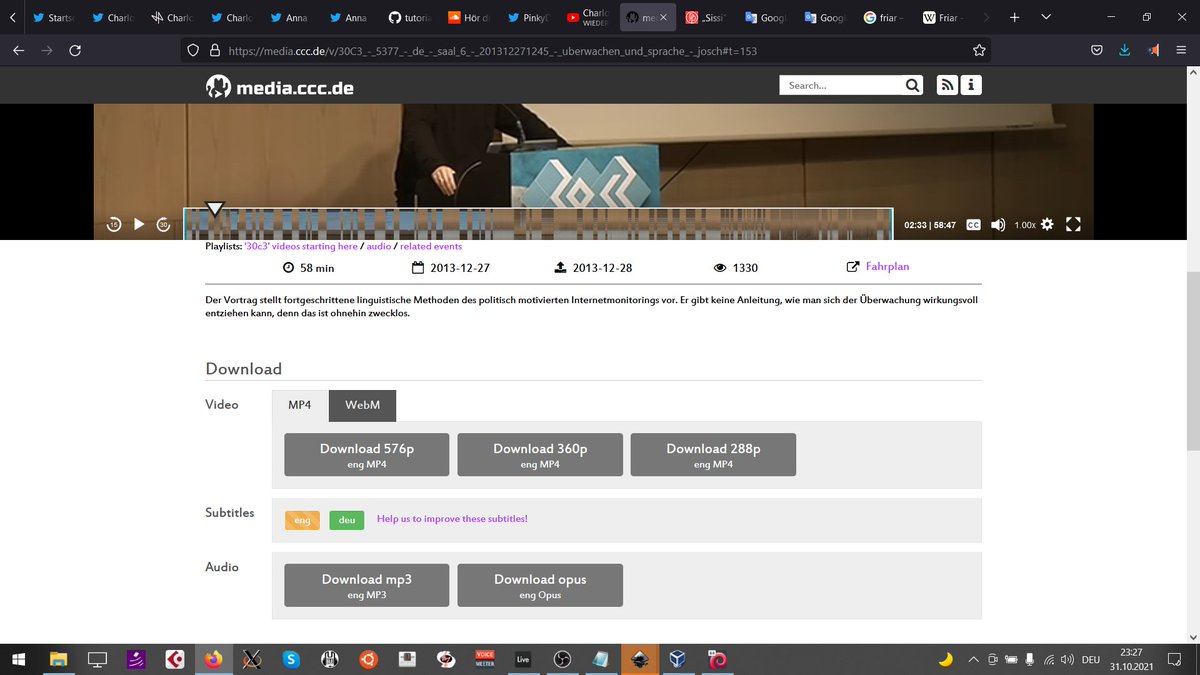 Starts
Charlo
Charlo
Charlo
Anna
Anna
tutoria
Hör di
PinkyD
Charlo
WIEDER
me
„Sissi"
Googl
Googl
friar –
Friar –
https://media.ccc.de/v/30C3_-_5377_-_de_-_saal_6_-_201312271245_-_uberwachen_und_sprache_-_josch#t=153
media.ccc.de
Search...
15
30
02:33 | 58:47
CC
1.00x
Playlists: '30c3' videos starting here / audio / related events
58 min
2013-12-27
2013-12-28
1330
Fahrplan
Der Vortrag stellt fortgeschrittene linguistische Methoden des politisch motivierten Internetmonitorings vor. Er gibt keine Anleitung, wie man sich der Überwachung wirkungsvoll
entziehen kann, denn das ist ohnehin zwecklos.
Download
Video
MP4
WebM
Download 576p
eng MP4
Download 360p
eng MP4
Download 288p
eng MP4
Subtitles
eng
deu
Help us to improve these subtitles!
Audio
Download mp3
eng MP3
Download opus
eng Opus
VOICE
MEETER
Live
DEU
23:27
31.10.2021